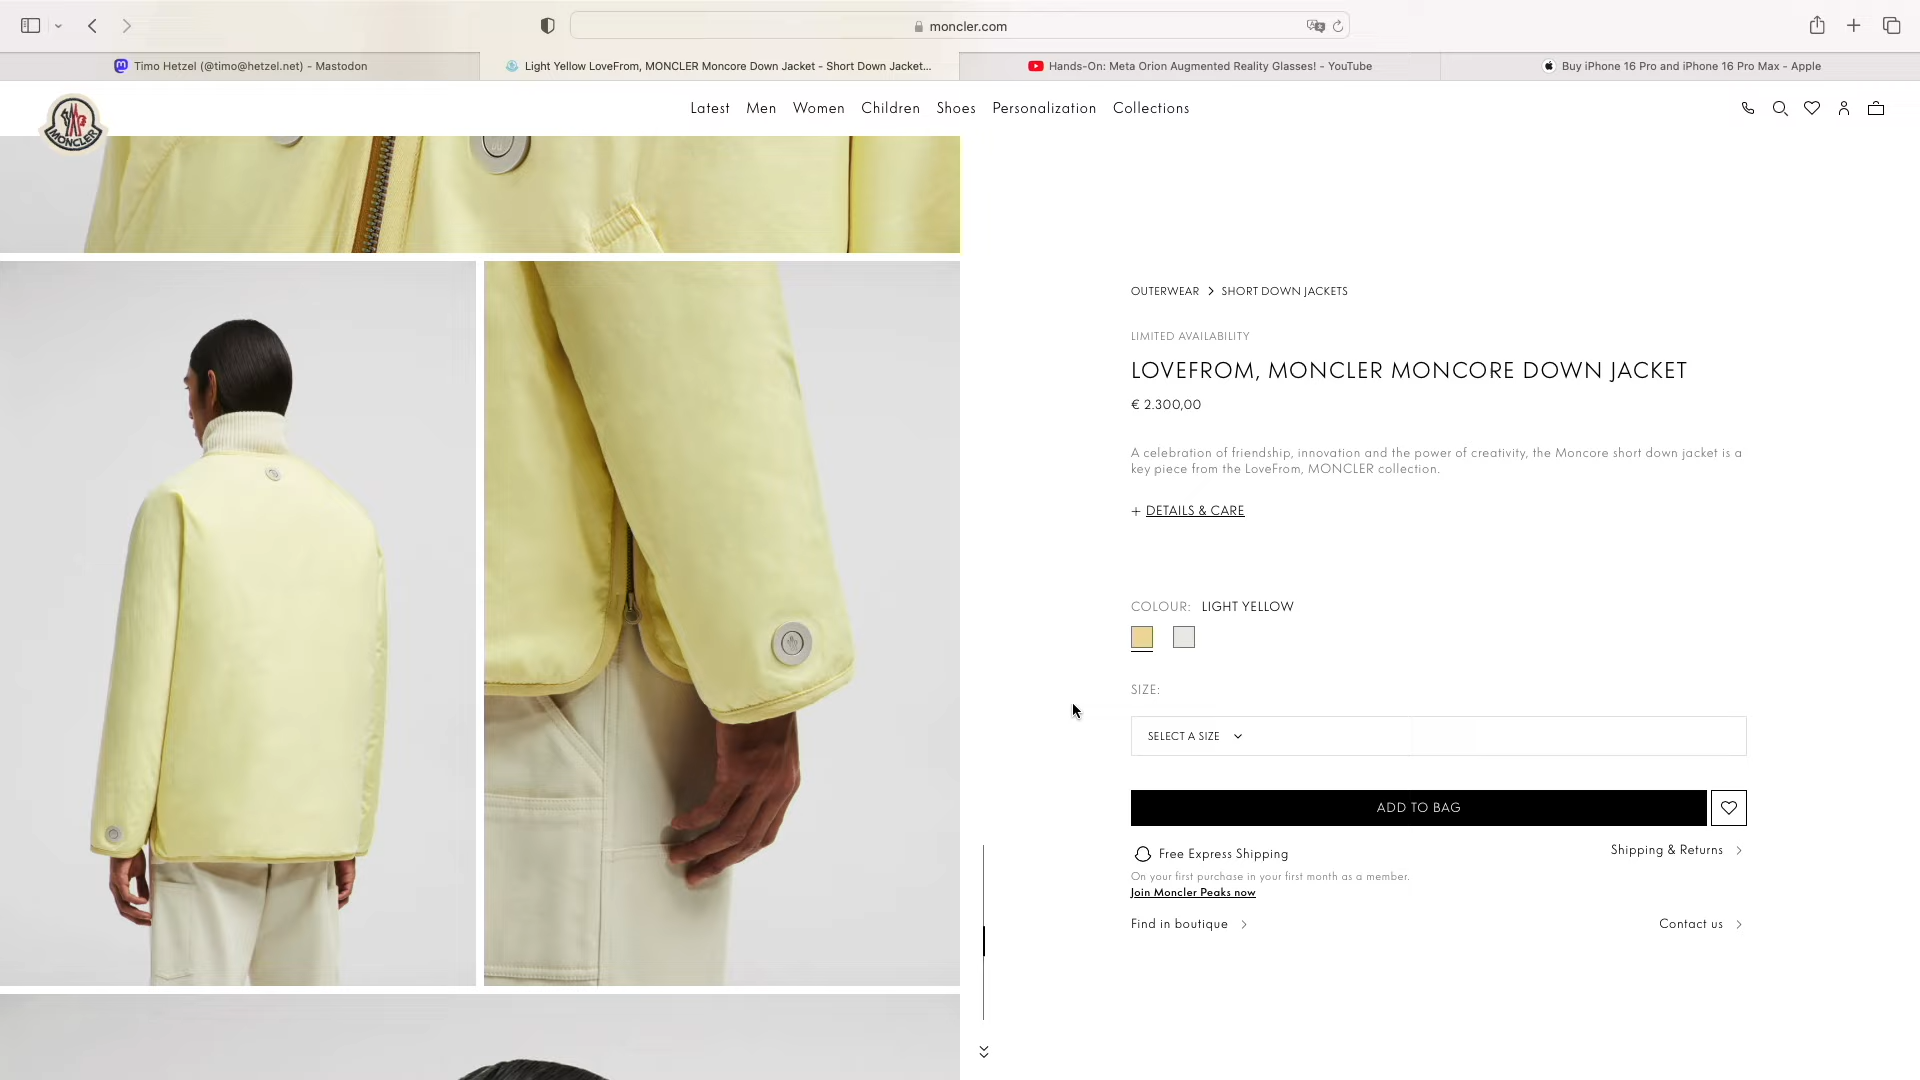 moncler.com
Timo Hetzel (@timo@hetzel.net) – Mastodon
Light Yellow LoveFrom, MONCLER Moncore Down Jacket - Short Down Jacket...
Hands-On: Meta Orion Augmented Reality Glasses! - YouTube
Buy iPhone 16 Pro and iPhone 16 Pro Max - Apple
MONCLER
Latest Men Women Children Shoes Personalization Collections
OUTERWEAR > SHORT DOWN JACKETS
LIMITED AVAILABILITY
LOVEFROM, MONCLER MONCORE DOWN JACKET
€ 2.300,00
A celebration of friendship, innovation and the power of creativity, the Moncore short down jacket is a
key piece from the LoveFrom, MONCLER collection.
+ DETAILS & CARE
COLOUR: LIGHT YELLOW
SIZE:
SELECT A SIZE
ADD TO BAG
Free Express Shipping
Shipping & Returns >
On your first purchase in your first month as a member.
Join Moncler Peaks now
Find in boutique >
Contact us >